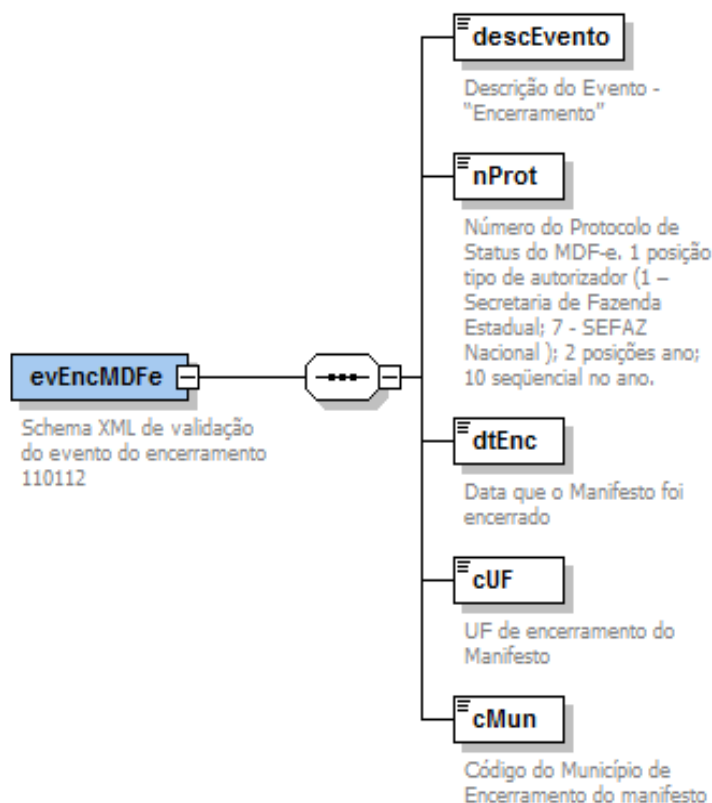 descEvento
Descrição do Evento -
"Encerramento"
nProt
Número do Protocolo de
Status do MDF-e. 1 posição
tipo de autorizador (1 –
Secretaria de Fazenda
Estadual; 7 - SEFAZ
Nacional ); 2 posições ano;
10 seqüencial no ano.
evEncMDFe
Schema XML de validação
do evento do encerramento
110112
dtEnc
Data que o Manifesto foi
encerrado
cUF
UF de encerramento do
Manifesto
cMun
Código do Município de
Encerramento do manifesto